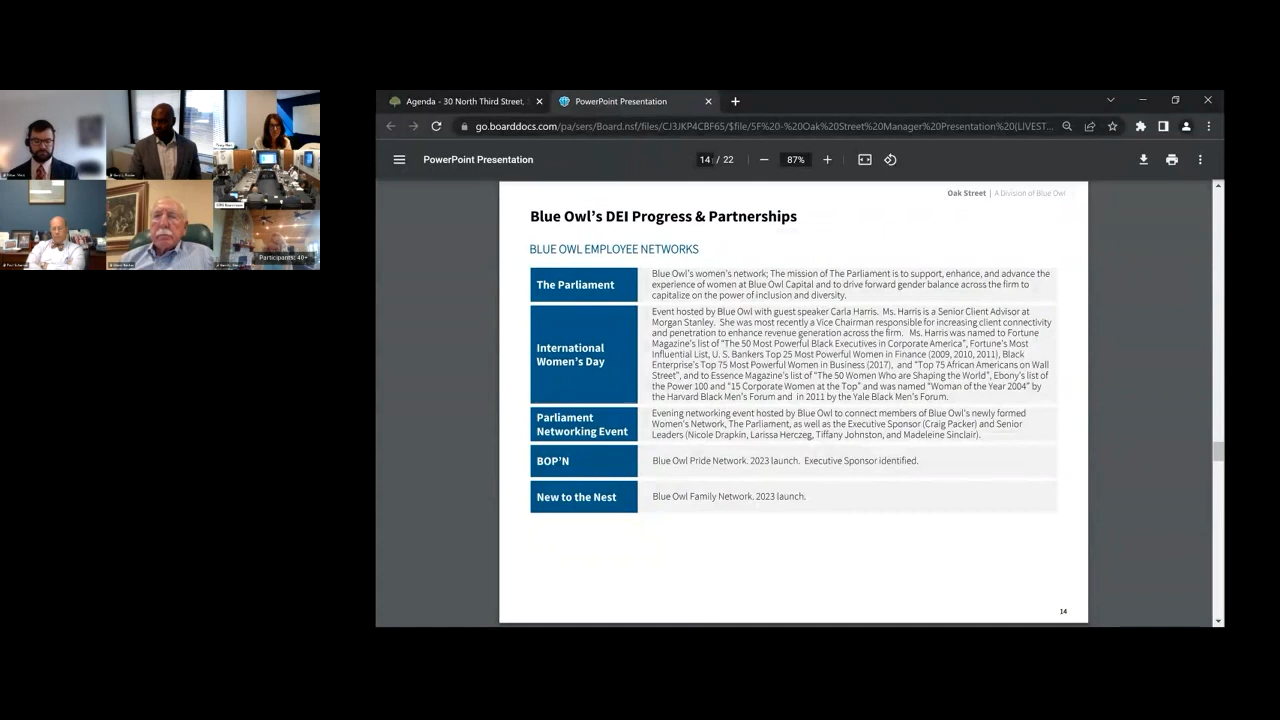 Agenda - 30 North Third Street,
PowerPoint Presentation
go.boarddocs.com/pa/sers/Board.nsf/files/CJ3JKP4CBF65/$file/5F%20-%20Oak%20Street%20Manager%20Presentation%20(LIVEST...
PowerPoint Presentation
14 / 22
87%
Participants: 40+
Oak Street | A Division of Blue Owl
Blue Owl's DEI Progress & Partnerships
BLUE OWL EMPLOYEE NETWORKS
The Parliament
Blue Owl's women's network; The mission of The Parliament is to support, enhance, and advance the
experience of women at Blue Owl Capital and to drive forward gender balance across the firm to
capitalize on the power of inclusion and diversity.
International
Women's Day
Event hosted by Blue Owl with guest speaker Carla Harris. Ms. Harris is a Senior Client Advisor at
Morgan Stanley. She was most recently a Vice Chairman responsible for increasing client connectivity
and penetration to enhance revenue generation across the firm. Ms. Harris was named to Fortune
Magazine's list of "The 50 Most Powerful Black Executives in Corporate America", Fortune's Most
Influential List, U. S. Bankers Top 25 Most Powerful Women in Finance (2009, 2010, 2011), Black
Enterprise's Top 75 Most Powerful Women in Business (2017), and "Top 75 African Americans on Wall
Street", and to Essence Magazine's list of "The 50 Women Who are Shaping the World", Ebony's list of
the Power 100 and "15 Corporate Women at the Top" and was named "Woman of the Year 2004" by
the Harvard Black Men's Forum and in 2011 by the Yale Black Men's Forum.
Parliament
Networking Event
Evening networking event hosted by Blue Owl to connect members of Blue Owl's newly formed
Women's Network, The Parliament, as well as the Executive Sponsor (Craig Packer) and Senior
Leaders (Nicole Drapkin, Larissa Herczeg, Tiffany Johnston, and Madeleine Sinclair).
BOP'N
Blue Owl Pride Network. 2023 launch. Executive Sponsor identified.
New to the Nest
Blue Owl Family Network. 2023 launch.
14